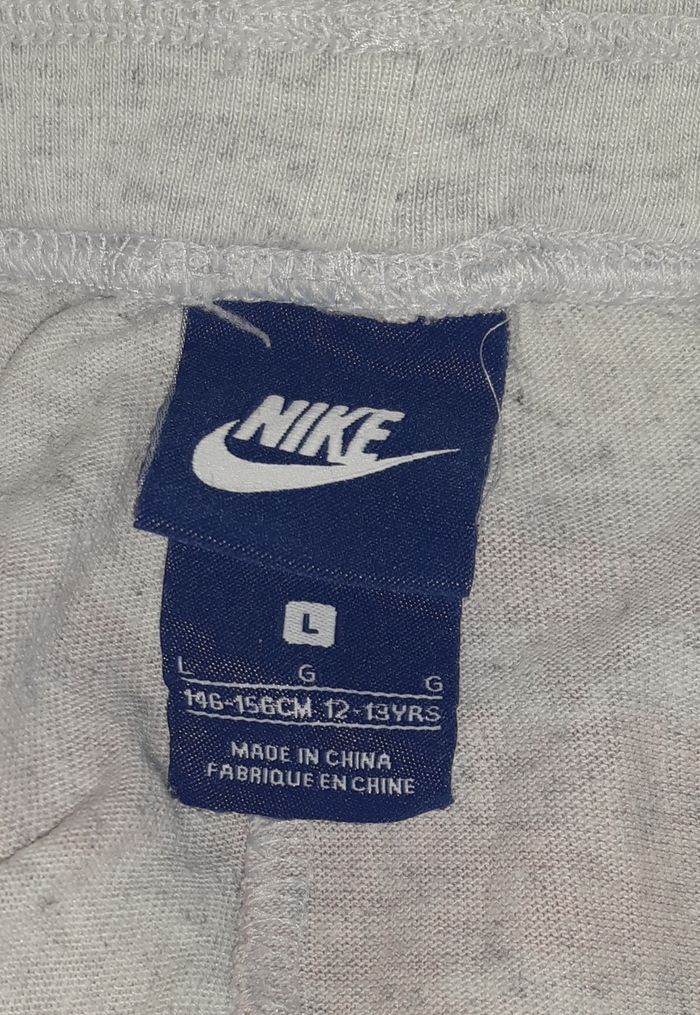 NIKE
L
L G G
146-156CM 12-13YRS
MADE IN CHINA
FABRIQUE EN CHINE